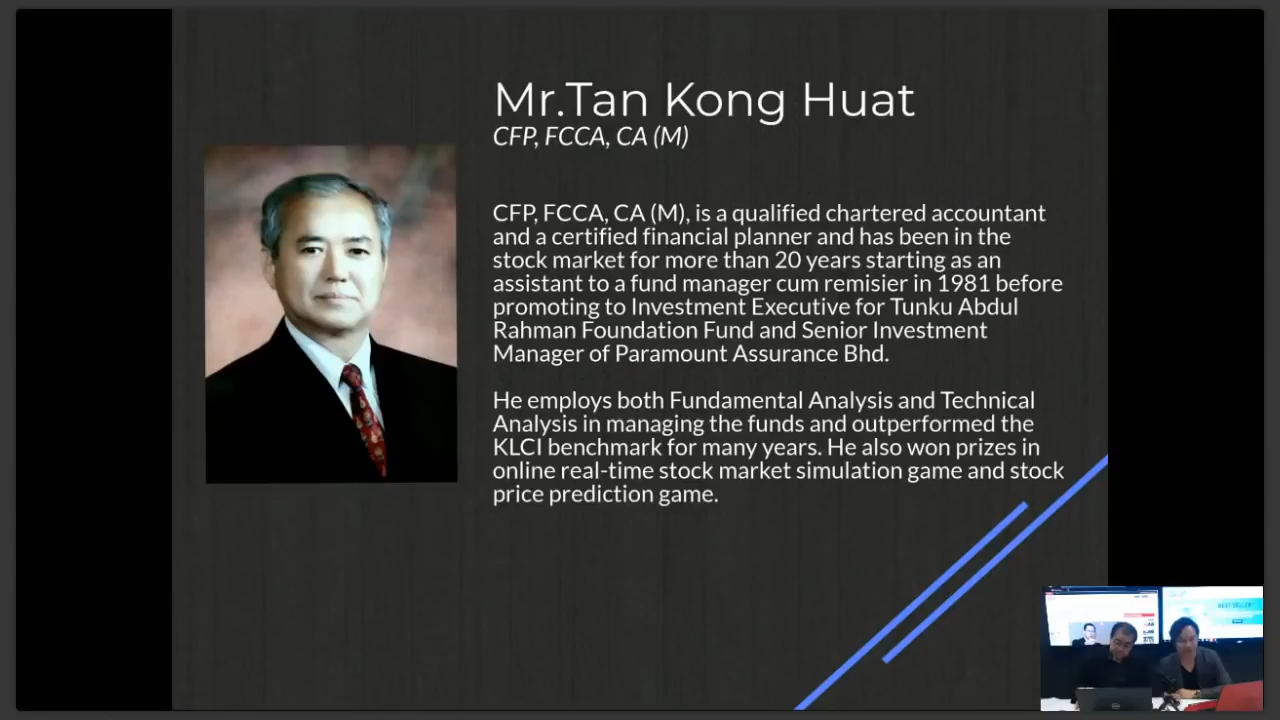 Mr.Tan Kong Huat
CFP, FCCA, CA (M)
CFP, FCCA, CA (M), is a qualified chartered accountant
and a certified financial planner and has been in the
stock market for more than 20 years starting as an
assistant to a fund manager cum remisier in 1981 before
promoting to Investment Executive for Tunku Abdul
Rahman Foundation Fund and Senior Investment
Manager of Paramount Assurance Bhd.
He employs both Fundamental Analysis and Technical
Analysis in managing the funds and outperformed the
KLCI benchmark for many years. He also won prizes in
online real-time stock market simulation game and stock
price prediction game.
BEST SELLER